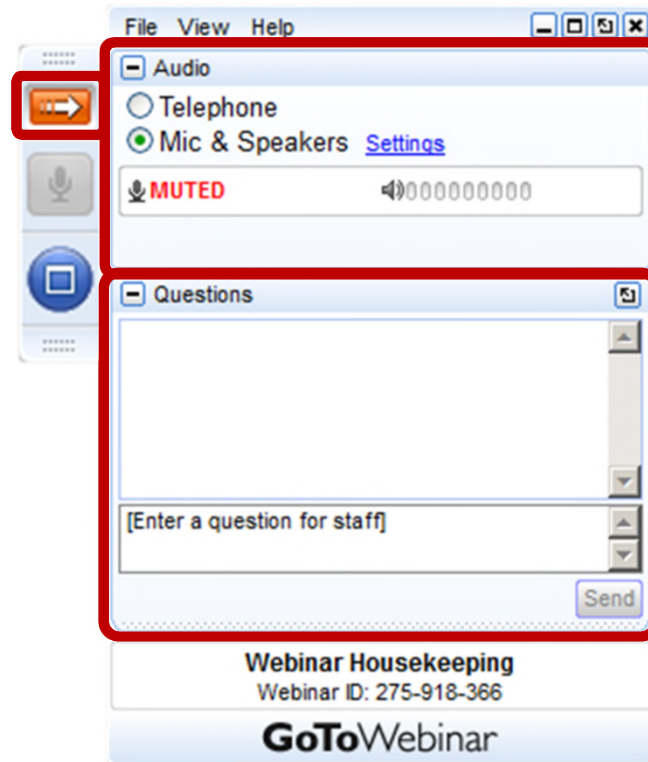 File View Help
Audio
Telephone
Mic & Speakers Settings
MUTED 000000000
Questions
[Enter a question for staff]
Send
Webinar Housekeeping
Webinar ID: 275-918-366
GoToWebinar